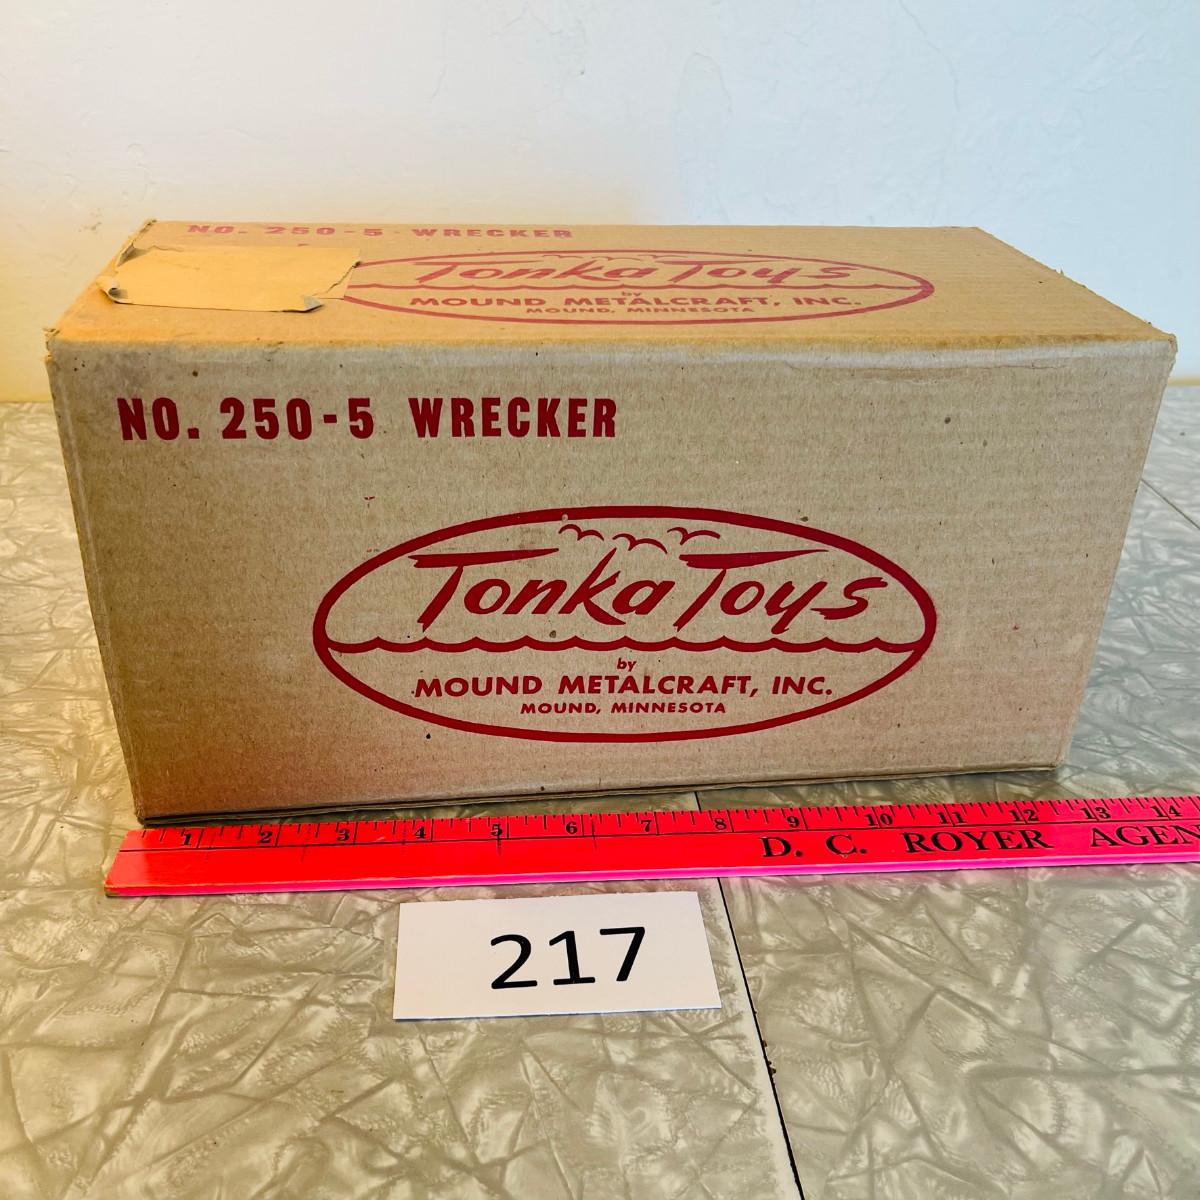 NO. 250-5 WRECKER
Tonka Toys
by
MOUND METALCRAFT, INC.
MOUND, MINNESOTA
NO. 250-5 WRECKER
Tonka Toys
by
MOUND METALCRAFT, INC.
MOUND, MINNESOTA
1 2 3 4 5 6 7 8 9 10 11 12 13 14
D. C. ROYER AGEN
217